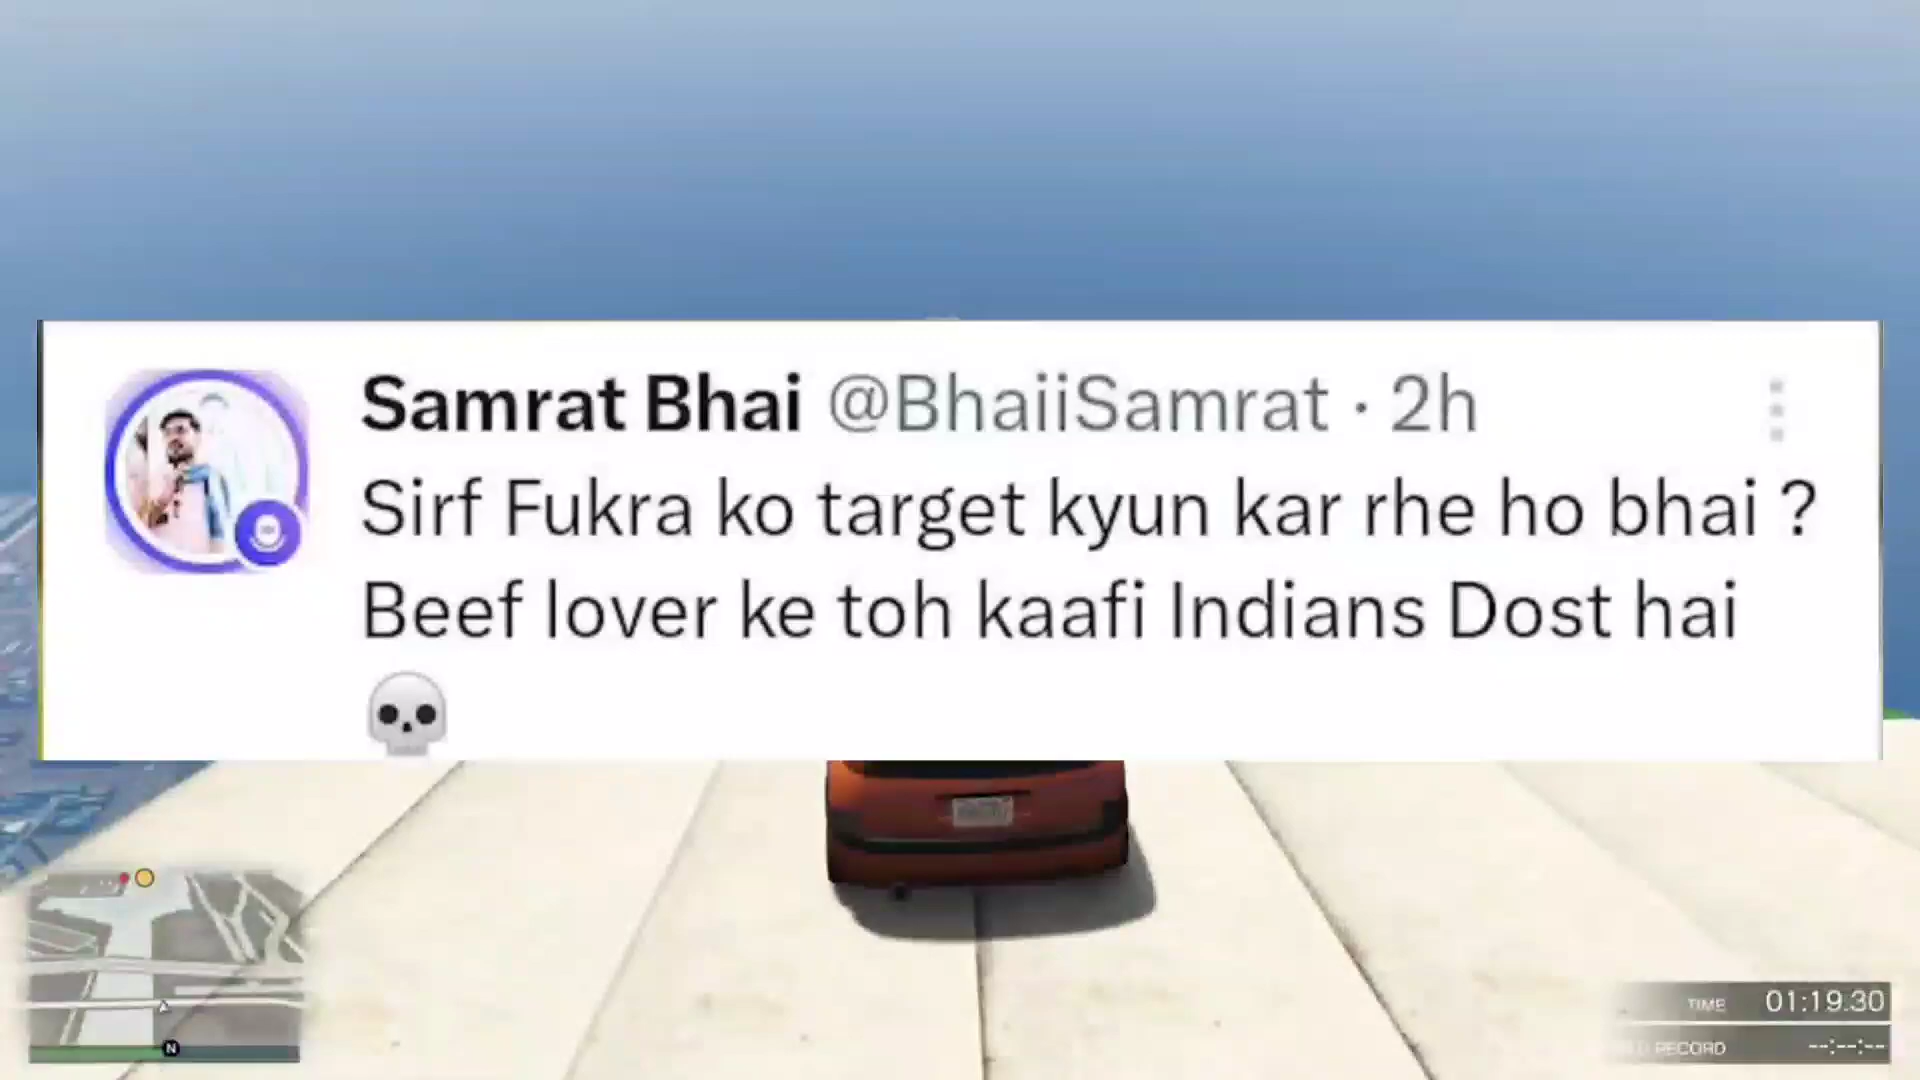 Samrat Bhai @BhaiiSamrat · 2h
Sirf Fukra ko target kyun kar rhe ho bhai ?
Beef lover ke toh kaafi Indians Dost hai
💀
N
TIME 01:19.30
RECORD --:--:--